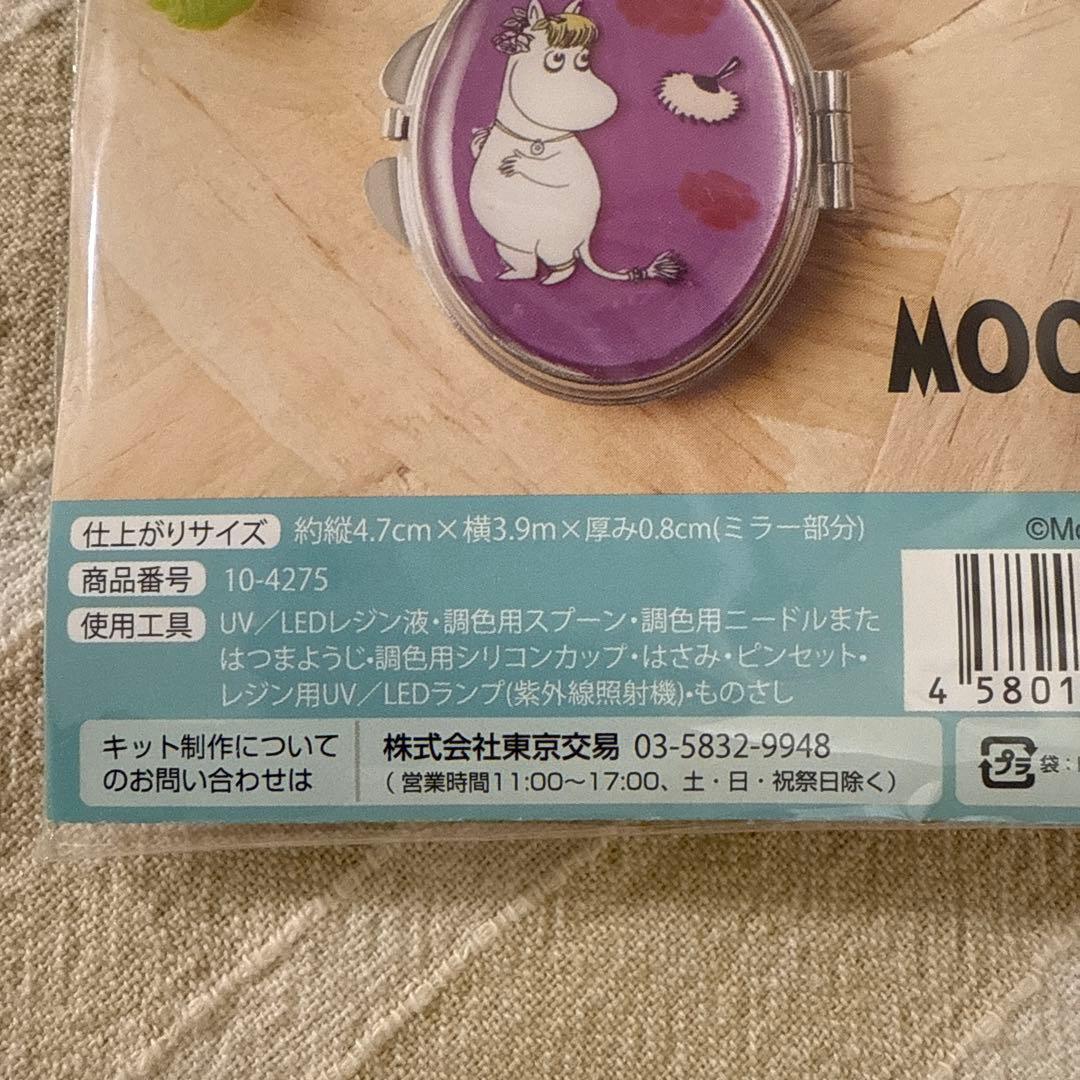 MOO
仕上がりサイズ 約縦4.7cm×横3.9m×厚み0.8cm(ミラー部分)
©Mo
商品番号 10-4275
使用工具 UV／LEDレジン液・調色用スプーン・調色用ニードルまた
はつまようじ・調色用シリコンカップ・はさみ・ピンセット・
レジン用UV／LEDランプ(紫外線照射機)・ものさし
4 5801
キット制作について
のお問い合わせは
株式会社東京交易 03-5832-9948
(営業時間11:00～17:00、土・日・祝祭日除く)
プラ 袋: